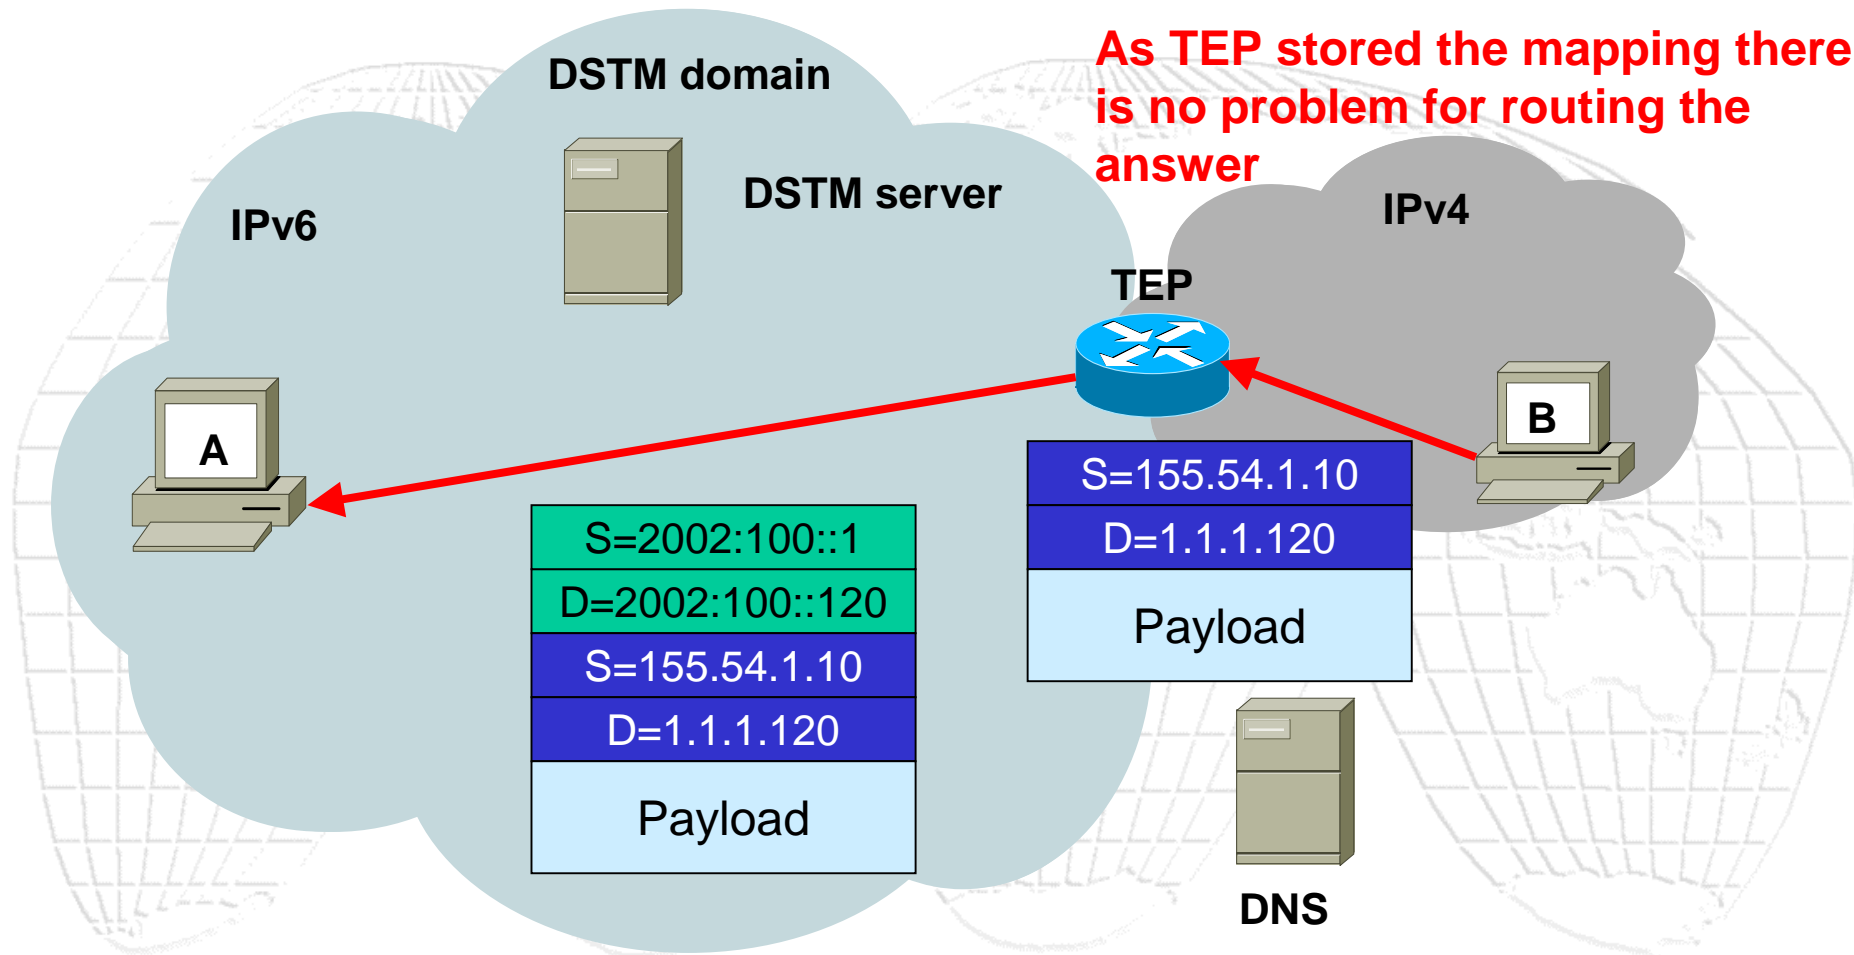 As TEP stored the mapping there
is no problem for routing the
answer
DSTM domain
DSTM server
IPv6
IPv4
TEP
A
B
S=155.54.1.10
D=1.1.1.120
Payload
S=2002:100::1
D=2002:100::120
S=155.54.1.10
D=1.1.1.120
Payload
DNS